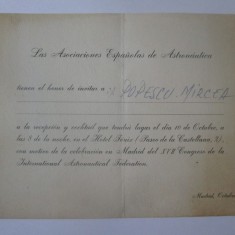 Las Asociaciones Españolas de Astronáutica
tienen el honor de invitar a POPESCU MIRCEA
a la recepción y cocktail que tendrá lugar el día 10 de Octubre, a
las 8 de la noche, en el Hotel Fénix (Paseo de la Castellana, 2)
con motivo de la celebración en Madrid del XVII Congreso de la
International Astronautical Federation.
Madrid, Octubre